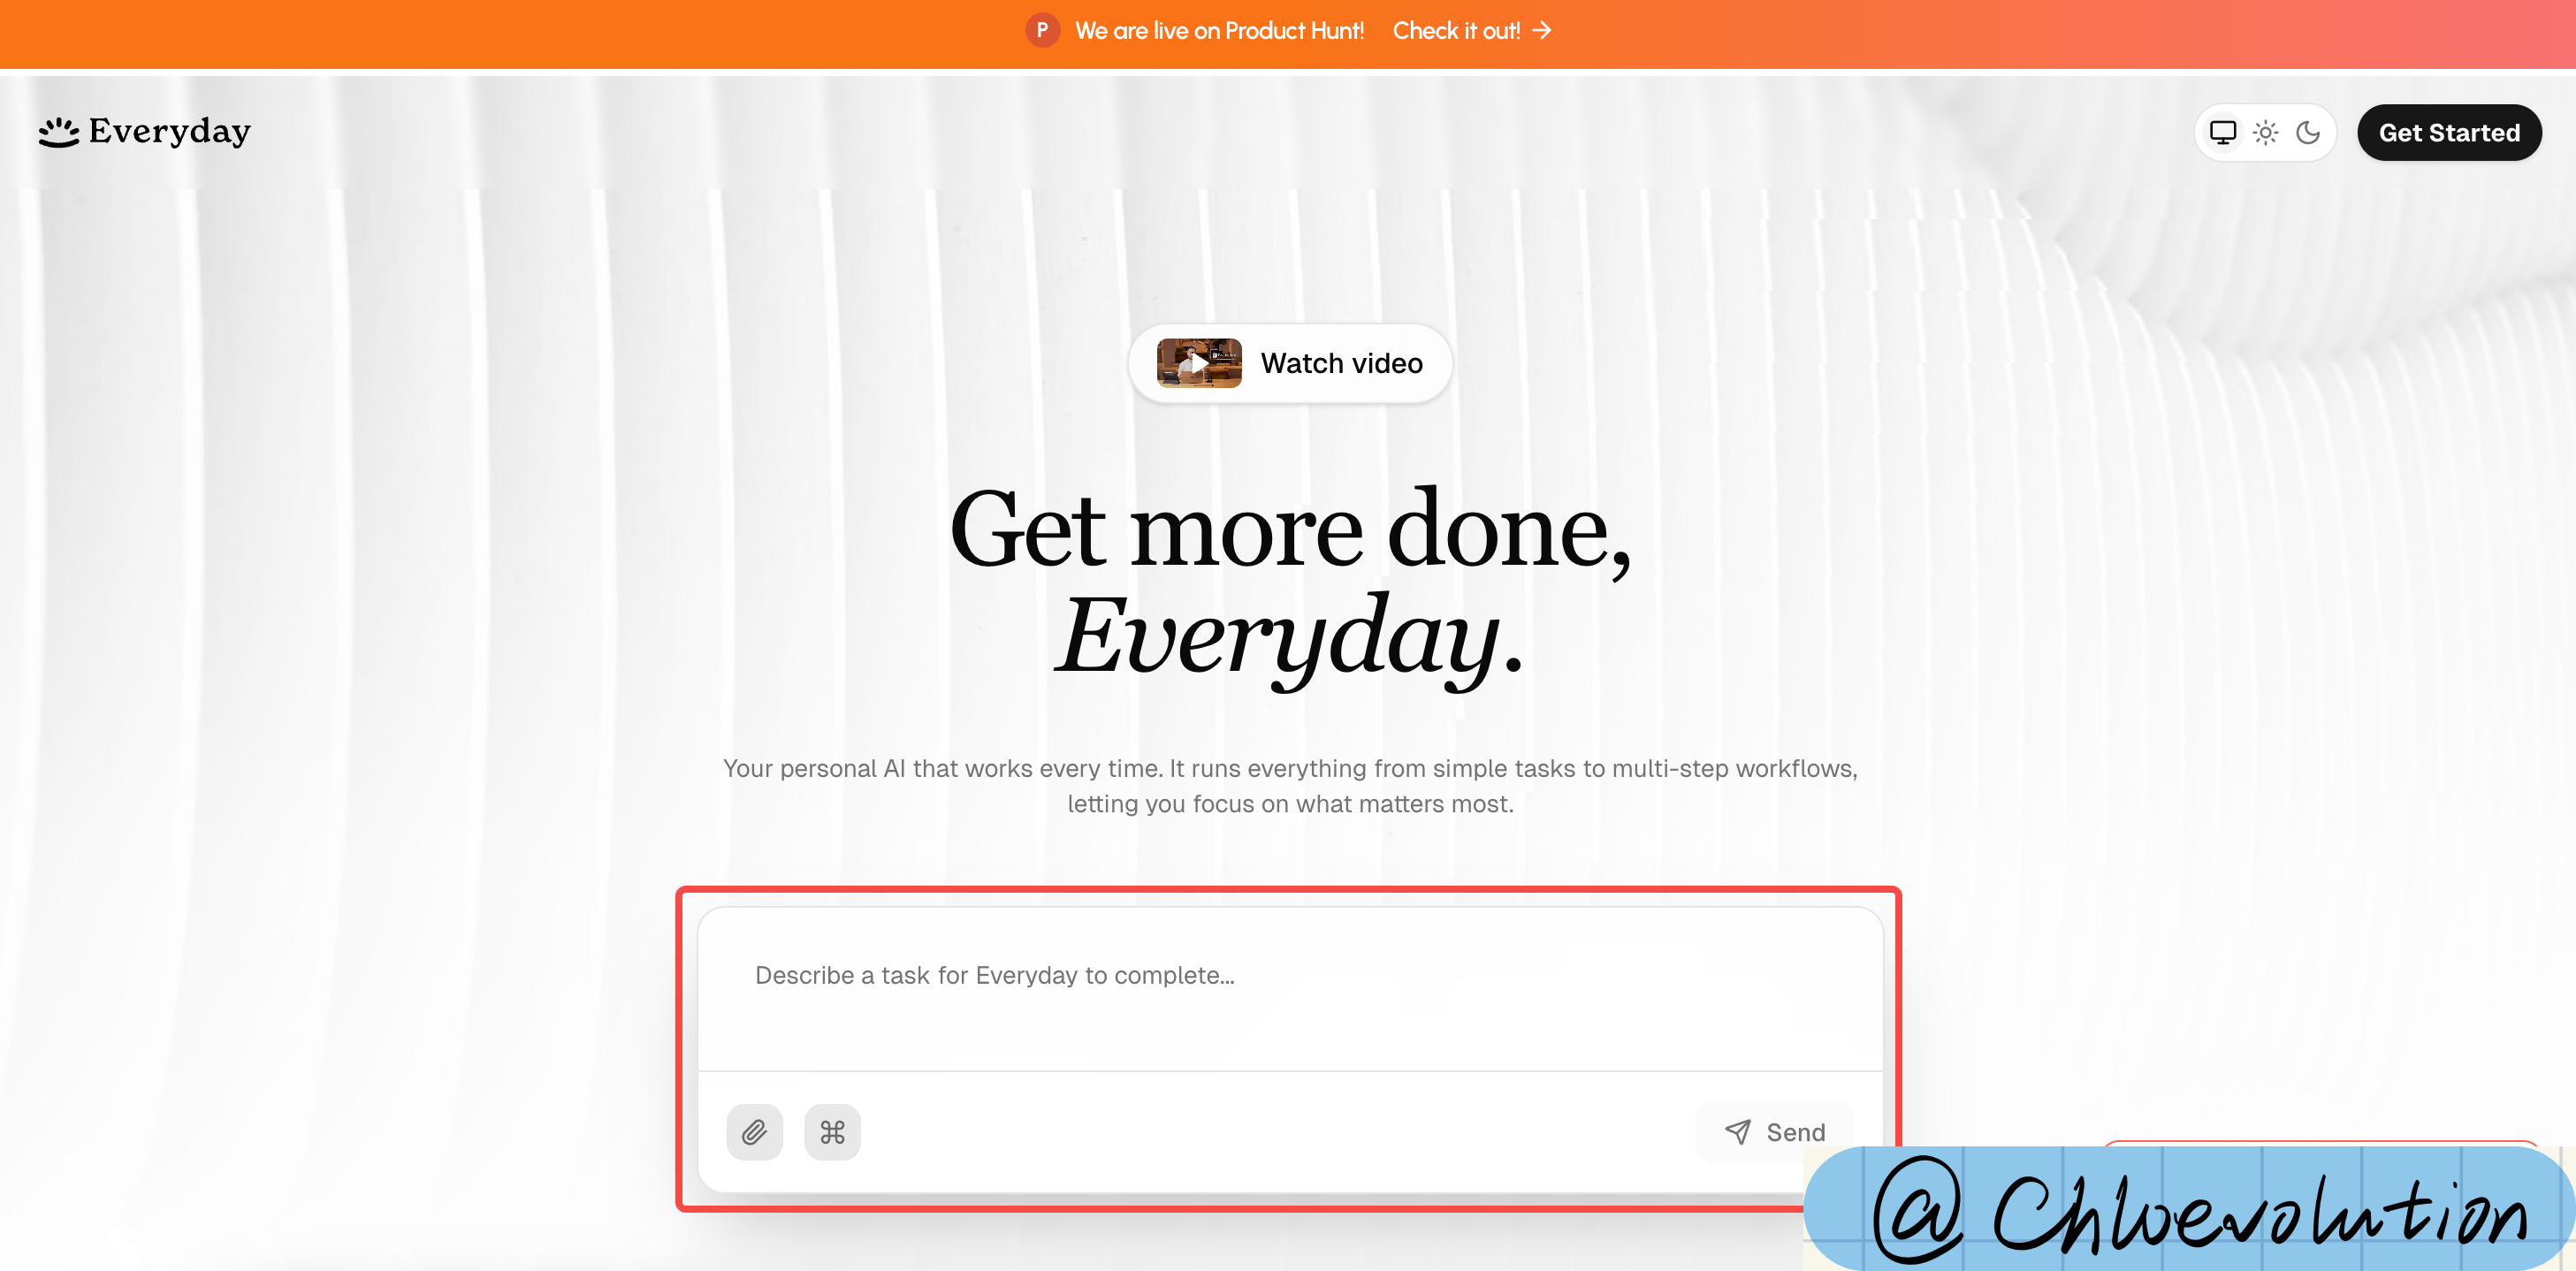 P We are live on Product Hunt! Check it out! →
Everyday
Get Started
Watch video
Get more done,
Everyday.
Your personal AI that works every time. It runs everything from simple tasks to multi-step workflows,
letting you focus on what matters most.
Describe a task for Everyday to complete...
Send
@Chloevolution